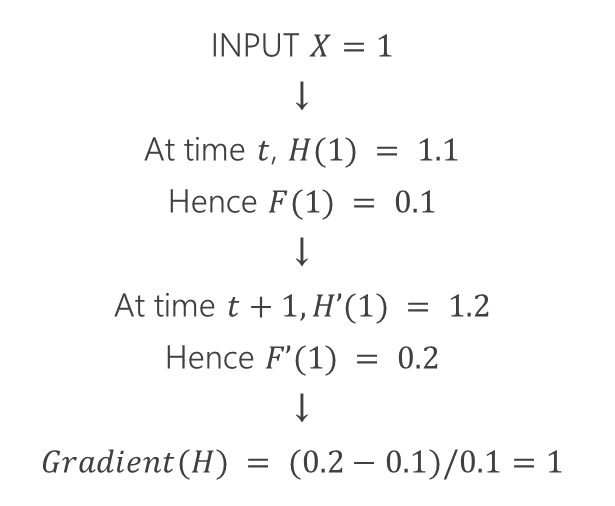 INPUT X = 1
↓
At time t, H(1) = 1.1
Hence F(1) = 0.1
↓
At time t + 1, H’(1) = 1.2
Hence F’(1) = 0.2
↓
Gradient(H) = (0.2 − 0.1)/0.1 = 1